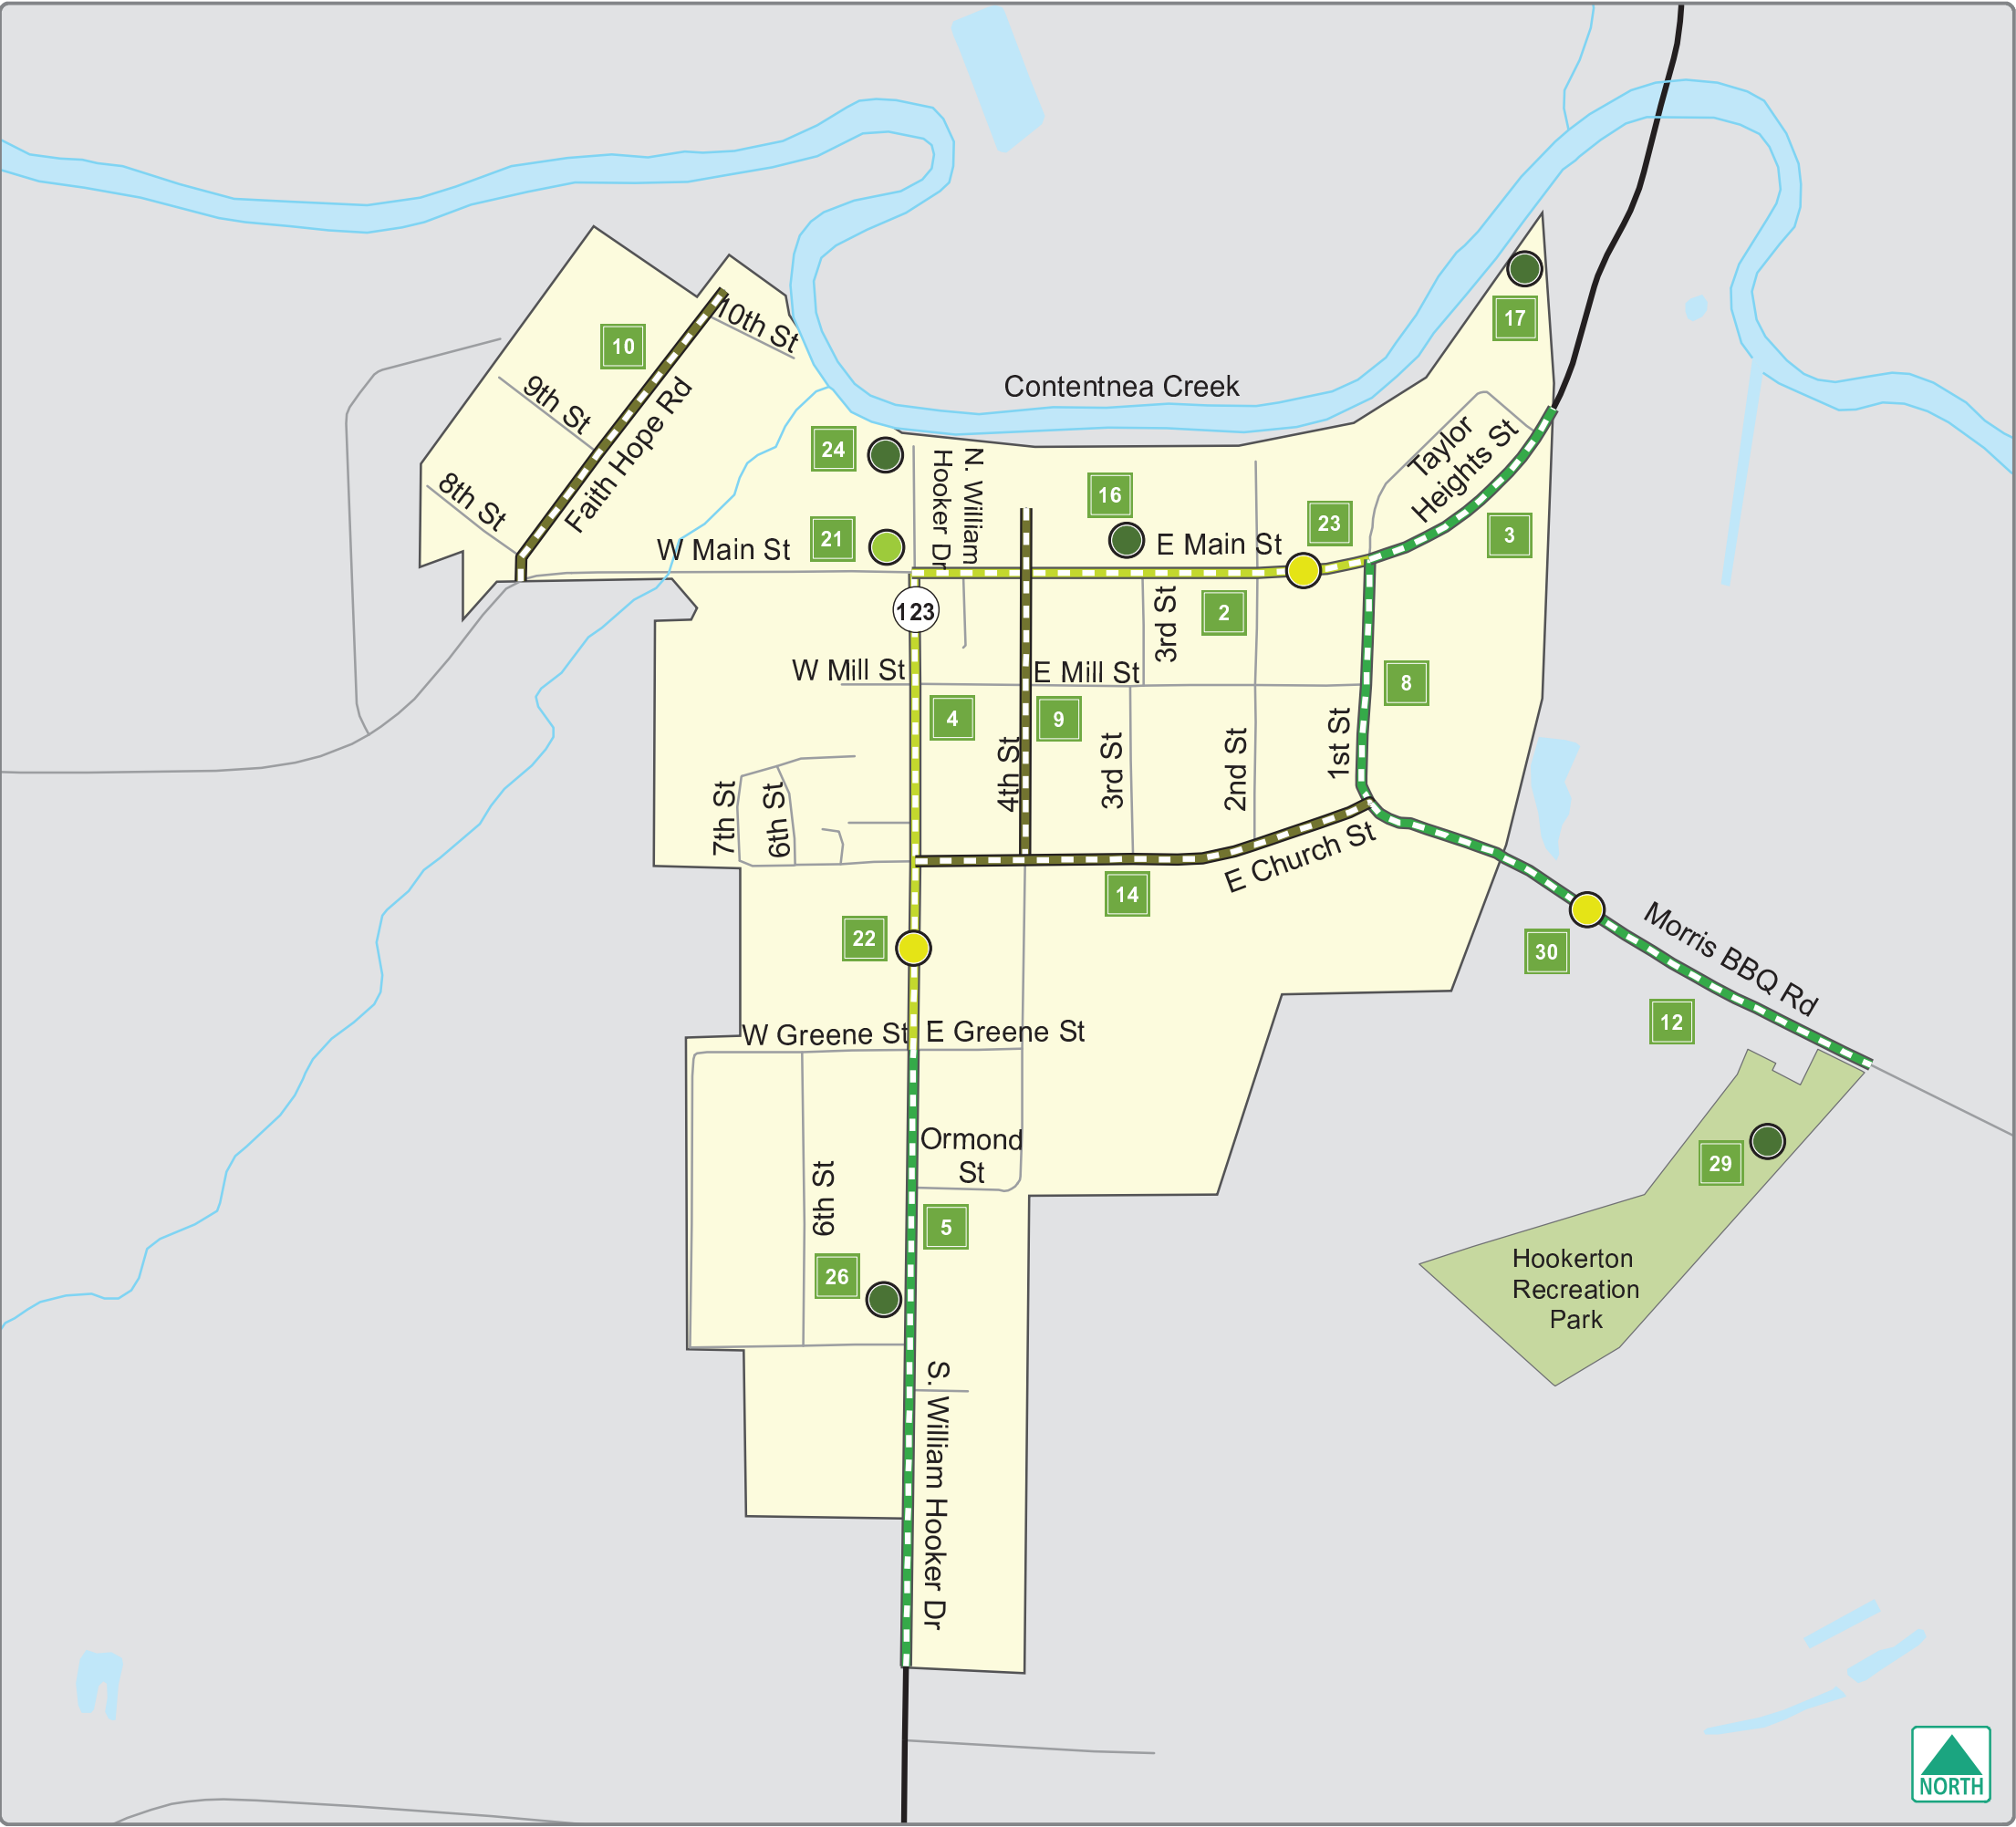 17
10th St
10
9th St
Faith Hope Rd
8th St
Contentnea Creek
Taylor
Heights St
24
N. William
Hooker Dr
16
23
3
21
W Main St
E Main St
123
3rd St
2
W Mill St
E Mill St
8
4
9
1st St
4th St
3rd St
2nd St
7th St
6th St
E Church St
14
22
30
Morris BBQ Rd
12
W Greene St
E Greene St
Ormond
St
29
6th St
5
26
Hookerton
Recreation
Park
S. William Hooker Dr
NORTH